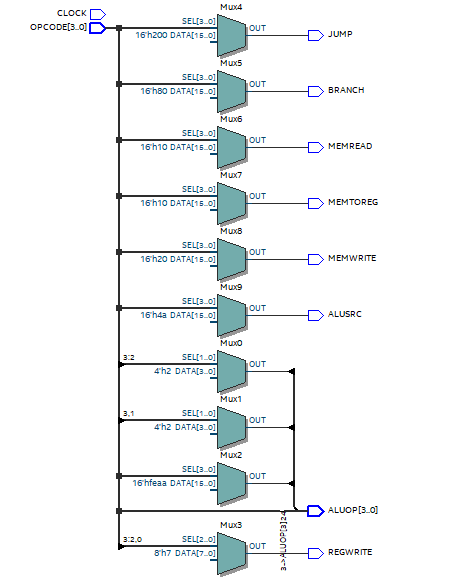 CLOCK
OPCODE[3..0]
Mux4
SEL[3..0]
16'h200 DATA[15..0]
OUT
JUMP
Mux5
SEL[3..0]
16'h80 DATA[15..0]
OUT
BRANCH
Mux6
SEL[3..0]
16'h10 DATA[15..0]
OUT
MEMREAD
Mux7
SEL[3..0]
16'h10 DATA[15..0]
OUT
MEMTOREG
Mux8
SEL[3..0]
16'h20 DATA[15..0]
OUT
MEMWRITE
Mux9
SEL[3..0]
16'h4a DATA[15..0]
OUT
ALUSRC
Mux0
3:2
SEL[1..0]
4'h2 DATA[3..0]
OUT
Mux1
3,1
SEL[1..0]
4'h2 DATA[3..0]
OUT
Mux2
SEL[3..0]
16'hfeaa DATA[15..0]
OUT
ALUOP[3..0]
Mux3
3:2,0
SEL[2..0]
8'h7 DATA[7..0]
OUT
REGWRITE